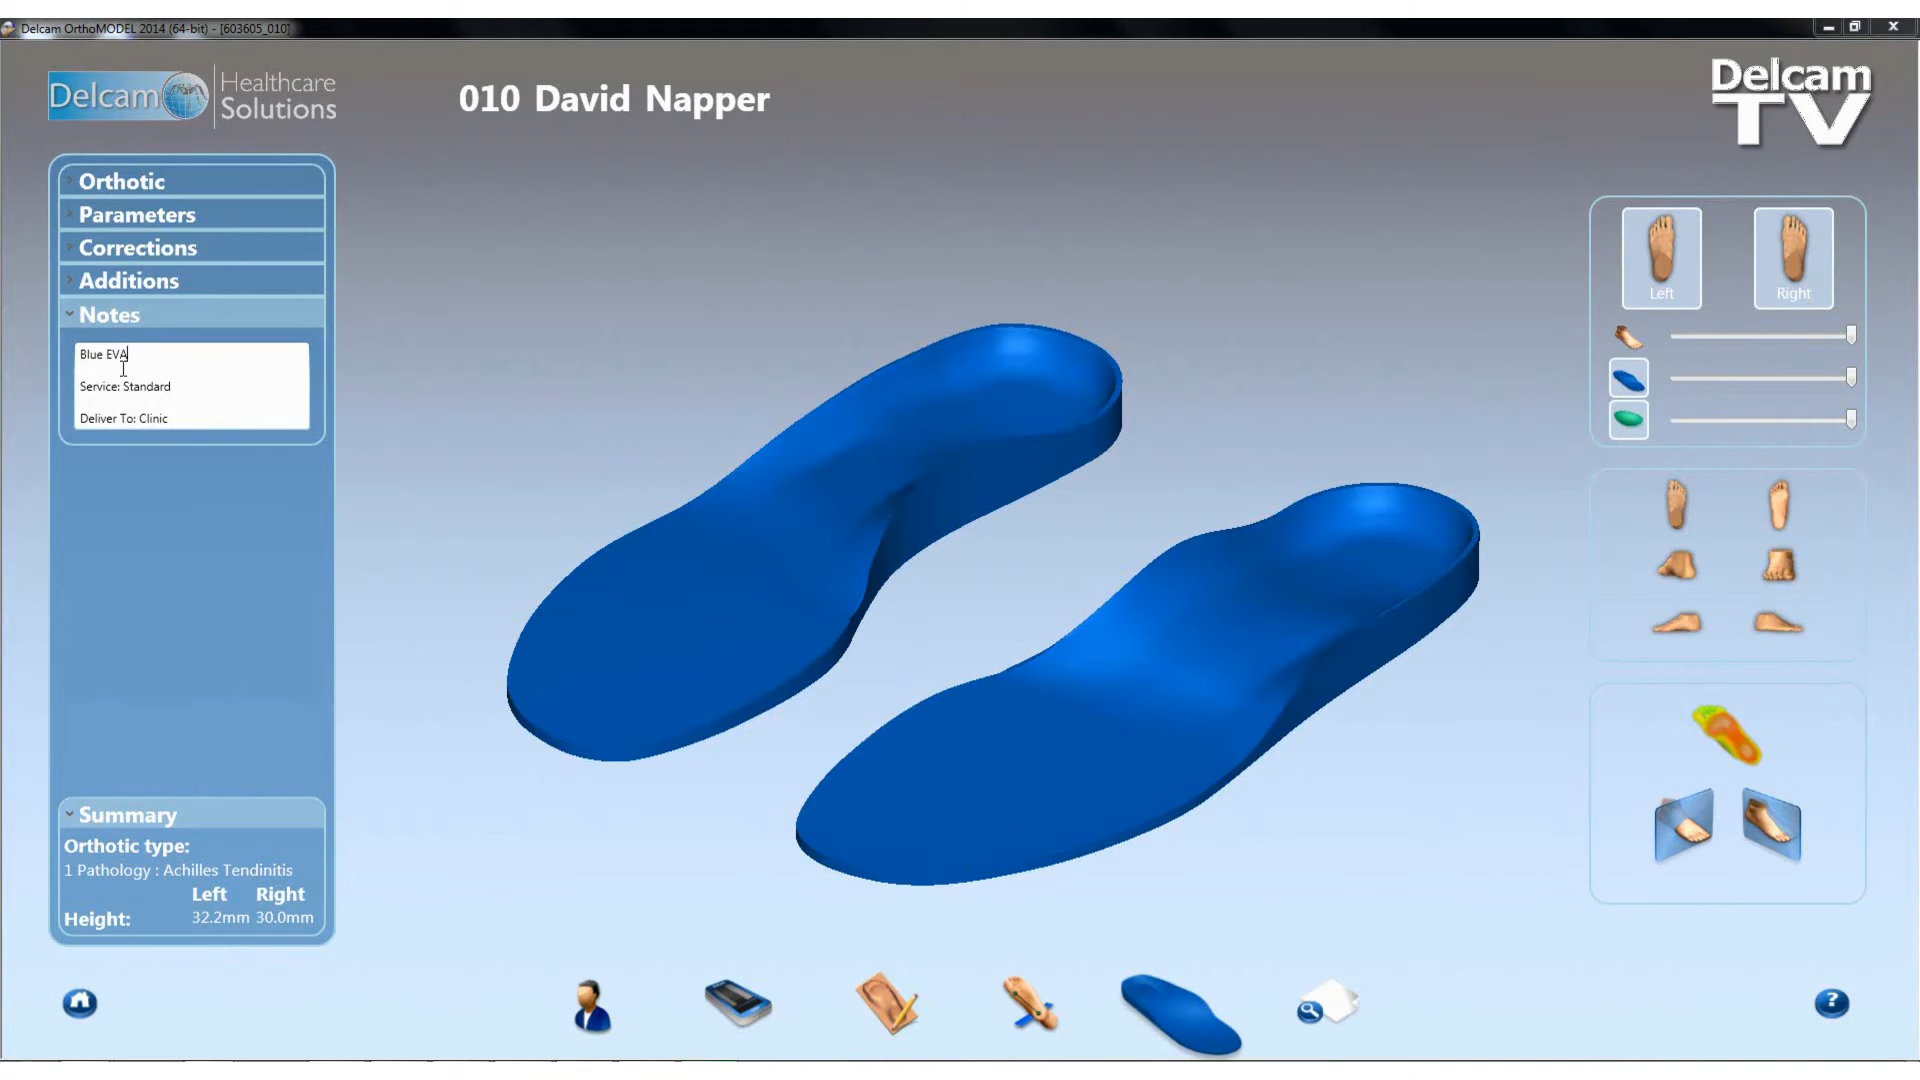 Delcam OrthoMODEL 2014 (64-bit) - [603605_010]
Delcam
Healthcare
Solutions
010 David Napper
Delcam
TV
Orthotic
Parameters
Corrections
Additions
Notes
Blue EVA
Service: Standard
Deliver To: Clinic
Left
Right
Summary
Orthotic type:
1 Pathology : Achilles Tendinitis
Left Right
Height: 32.2mm 30.0mm
?